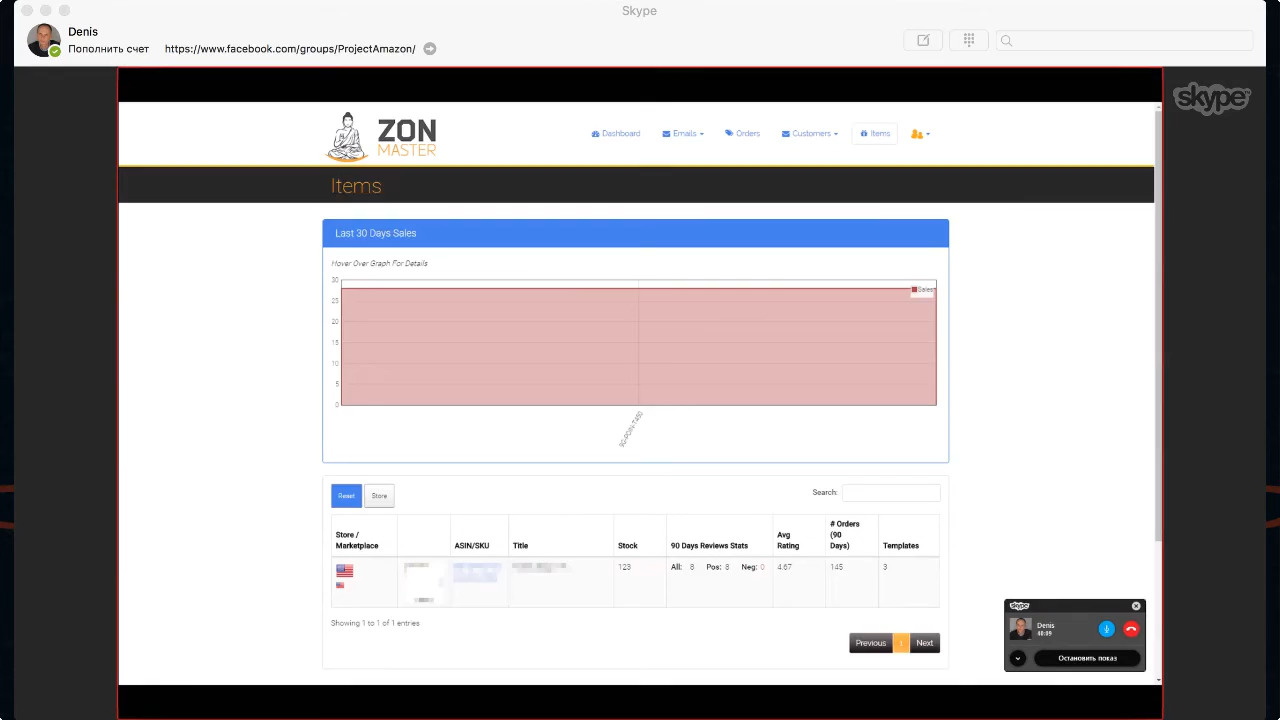 Skype
Denis
Пополнить счет https://www.facebook.com/groups/ProjectAmazon/
skype
ZON
MASTER
Dashboard Emails Orders Customers Items
Items
Last 30 Days Sales
Hover Over Graph For Details
30
25
20
15
10
5
0
Sales
Reset Store Search:
Store / Marketplace ASIN/SKU Title Stock 90 Days Reviews Stats Avg Rating # Orders (90 Days) Templates
123 All: 8 Pos: 8 Neg: 0 4.67 145 3
Showing 1 to 1 of 1 entries
Previous 1 Next
skype
Denis
48:09
Остановить показ